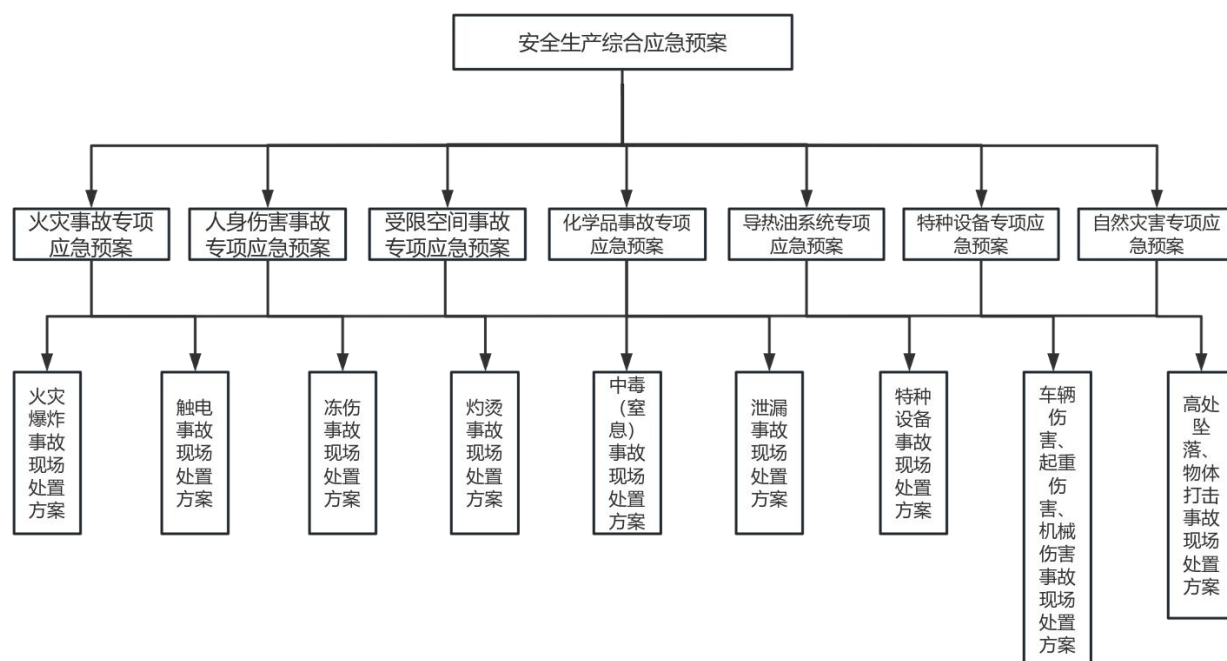 安全生产综合应急预案
火灾事故专项
应急预案
人身伤害事故
专项应急预案
受限空间事故
专项应急预案
化学品事故专项
应急预案
导热油系统专项
应急预案
特种设备专项应
急预案
自然灾害专项应
急预案
火灾
爆炸
事故
现场
处置
方案
触电
事故
现场
处置
方案
冻伤
事故
现场
处置
方案
灼烫
事故
现场
处置
方案
中毒
（窒
息）
事故
现场
处置
方案
泄漏
事故
现场
处置
方案
特种
设备
事故
现场
处置
方案
车辆
伤
害、
起重
伤
害、
机械
伤害
事故
现场
处置
方案
高处
坠
落、
物体
打击
事故
现场
处置
方案